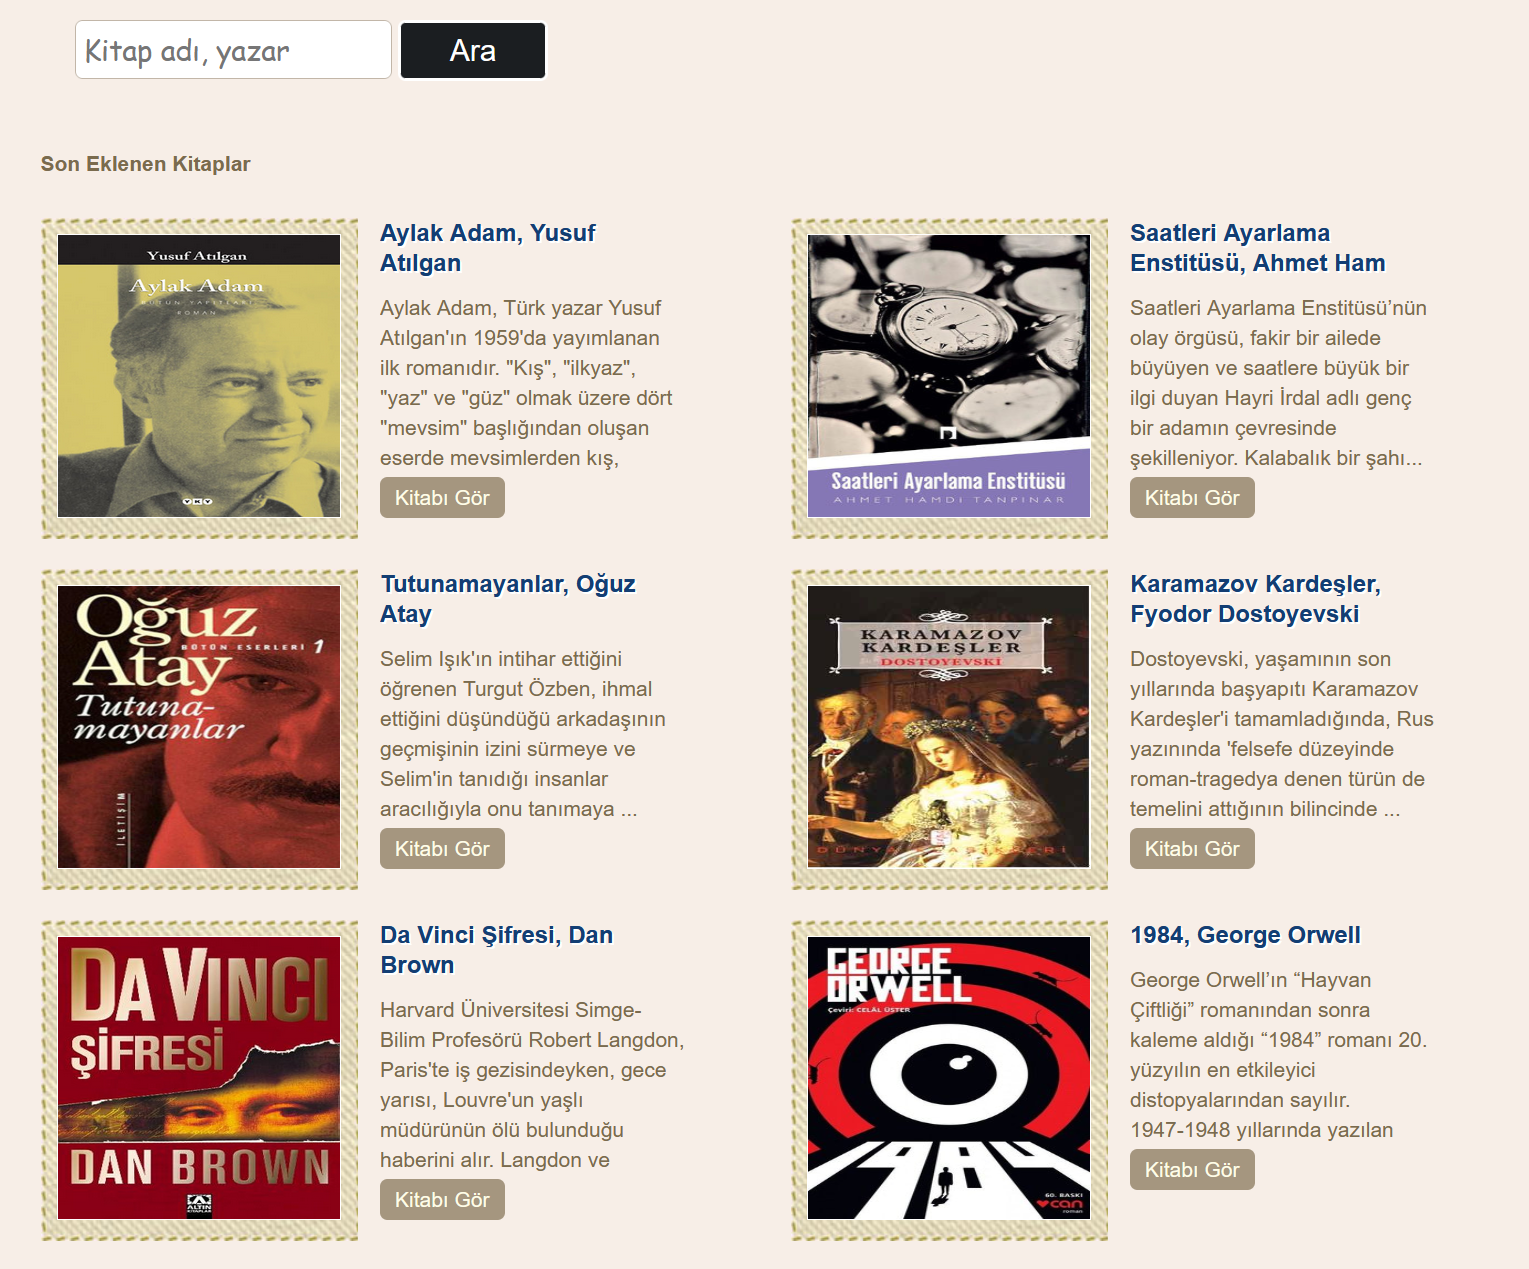 Kitap adı, yazar
Ara
Son Eklenen Kitaplar
Yusuf Atılgan
Aylak Adam
BÜTÜN YAPITLARI
ROMAN
YKY
Aylak Adam, Yusuf
Atılgan
Aylak Adam, Türk yazar Yusuf
Atılgan'ın 1959'da yayımlanan
ilk romanıdır. "Kış", "ilkyaz",
"yaz" ve "güz" olmak üzere dört
"mevsim" başlığından oluşan
eserde mevsimlerden kış,
Kitabı Gör
Saatleri Ayarlama Enstitüsü
AHMET HAMDİ TANPINAR
Saatleri Ayarlama
Enstitüsü, Ahmet Ham
Saatleri Ayarlama Enstitüsü’nün
olay örgüsü, fakir bir ailede
büyüyen ve saatlere büyük bir
ilgi duyan Hayri İrdal adlı genç
bir adamın çevresinde
şekilleniyor. Kalabalık bir şahı...
Kitabı Gör
Oğuz
BÜTÜN ESERLERİ 1
Atay
Tutuna-
mayanlar
İLETİŞİM
Tutunamayanlar, Oğuz
Atay
Selim Işık'ın intihar ettiğini
öğrenen Turgut Özben, ihmal
ettiğini düşündüğü arkadaşının
geçmişinin izini sürmeye ve
Selim'in tanıdığı insanlar
aracılığıyla onu tanımaya ...
Kitabı Gör
KARAMAZOV
KARDEŞLER
DOSTOYEVSKİ
Karamazov Kardeşler,
Fyodor Dostoyevski
Dostoyevski, yaşamının son
yıllarında başyapıtı Karamazov
Kardeşler'i tamamladığında, Rus
yazınında 'felsefe düzeyinde
roman-tragedya denen türün de
temelini attığının bilincinde ...
Kitabı Gör
DA VINCI
ŞİFRESİ
DAN BROWN
ALTIN
KİTAPLAR
Da Vinci Şifresi, Dan
Brown
Harvard Üniversitesi Simge-
Bilim Profesörü Robert Langdon,
Paris'te iş gezisindeyken, gece
yarısı, Louvre'un yaşlı
müdürünün ölü bulunduğu
haberini alır. Langdon ve
Kitabı Gör
GEORGE
ORWELL
Çeviri: CELÂL ÜSTER
1984
60. BASKI
can
roman
1984, George Orwell
George Orwell’ın “Hayvan
Çiftliği” romanından sonra
kaleme aldığı “1984” romanı 20.
yüzyılın en etkileyici
distopyalarından sayılır.
1947-1948 yıllarında yazılan
Kitabı Gör